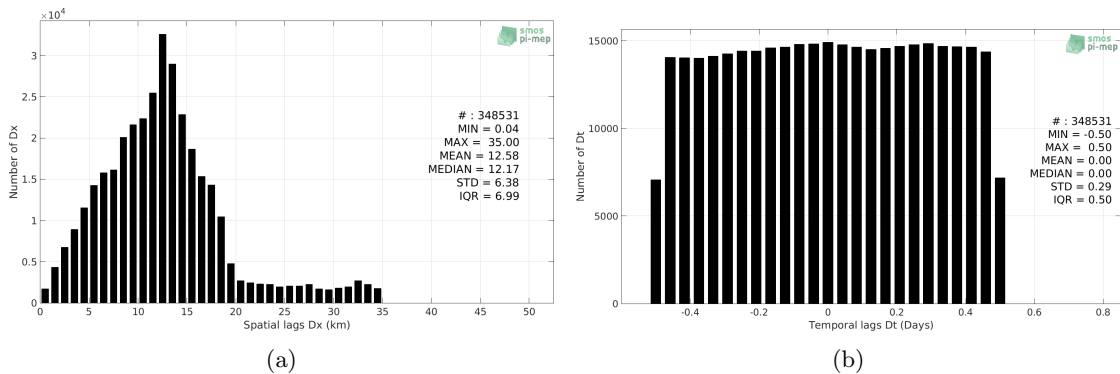 ×10⁴
3
2.5
2
1.5
1
0.5
0
0 5 10 15 20 25 30 35 40 45 50
Number of Dx
Spatial lags Dx (km)
smos
pi-mep
# : 348531
MIN = 0.04
MAX = 35.00
MEAN = 12.58
MEDIAN = 12.17
STD = 6.38
IQR = 6.99
(a)
15000
10000
5000
0
-0.4 -0.2 0 0.2 0.4 0.6 0.8
Number of Dt
Temporal lags Dt (Days)
smos
pi-mep
# : 348531
MIN = -0.50
MAX = 0.50
MEAN = 0.00
MEDIAN = 0.00
STD = 0.29
IQR = 0.50
(b)